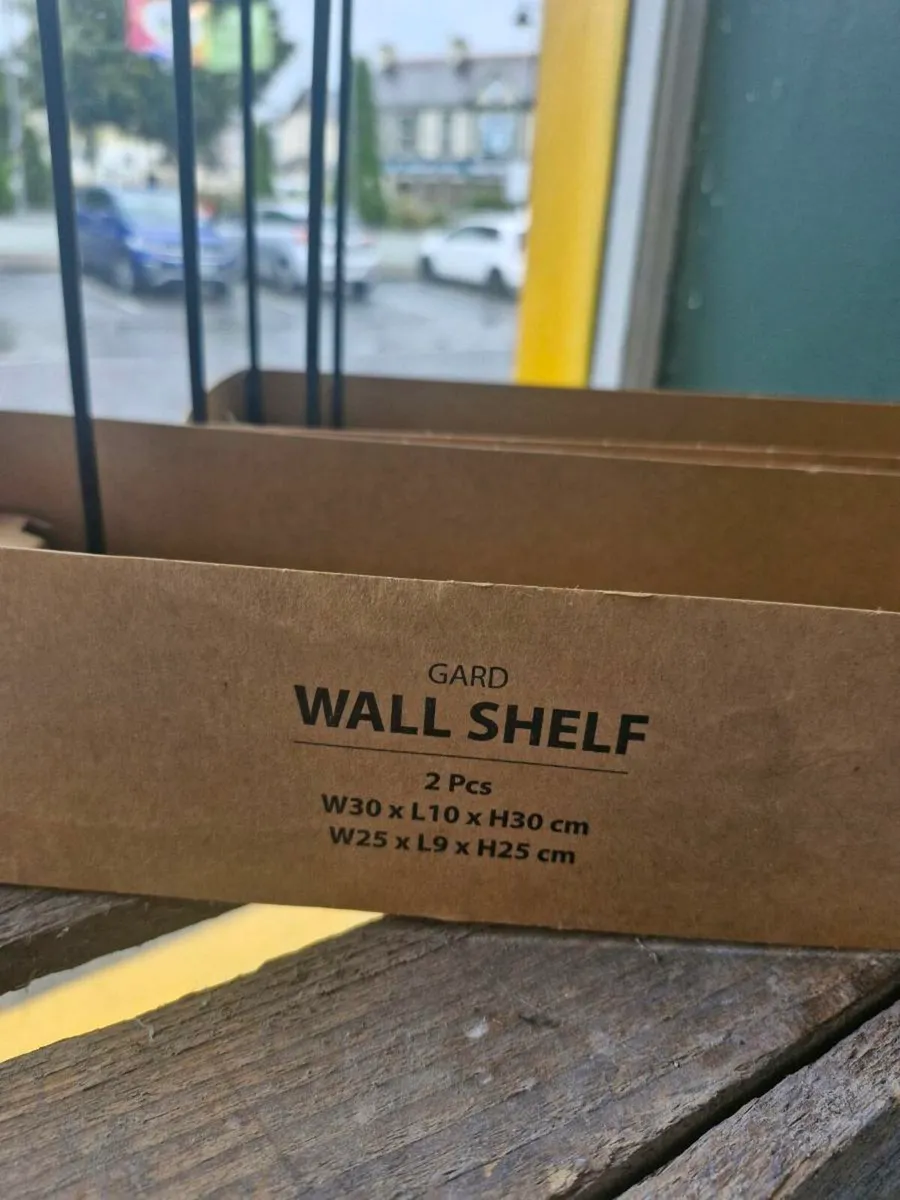 GARD
WALL SHELF
2 Pcs
W30 x L10 x H30 cm
W25 x L9 x H25 cm